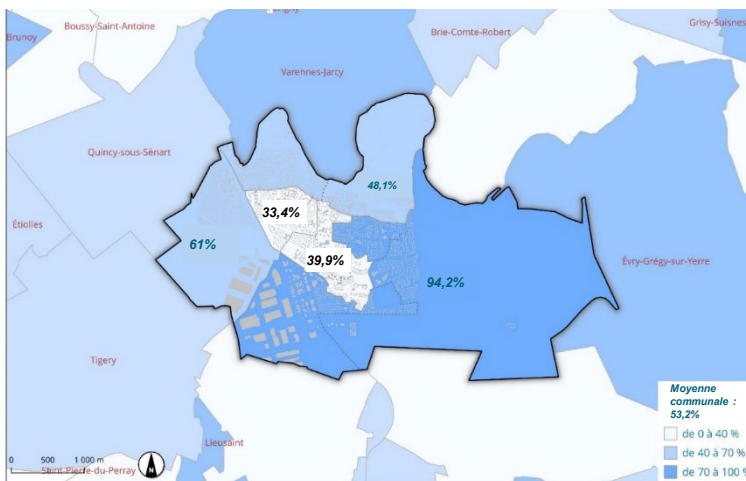 Boussy-Saint-Antoine
Brie-Comte-Robert
Grisy-Suisnes
Brunoy
Varennes-Jarcy
Quincy-sous-Sénart
48,1%
33,4%
Étiolles
61%
39,9%
Évry-Grégy-sur-Yerre
94,2%
Tigery
Moyenne
communale :
53,2%
de 0 à 40 %
Lieusaint
de 40 à 70 %
0 500 1 000 m
N
Saint-Pierre-du-Perray
de 70 à 100 %